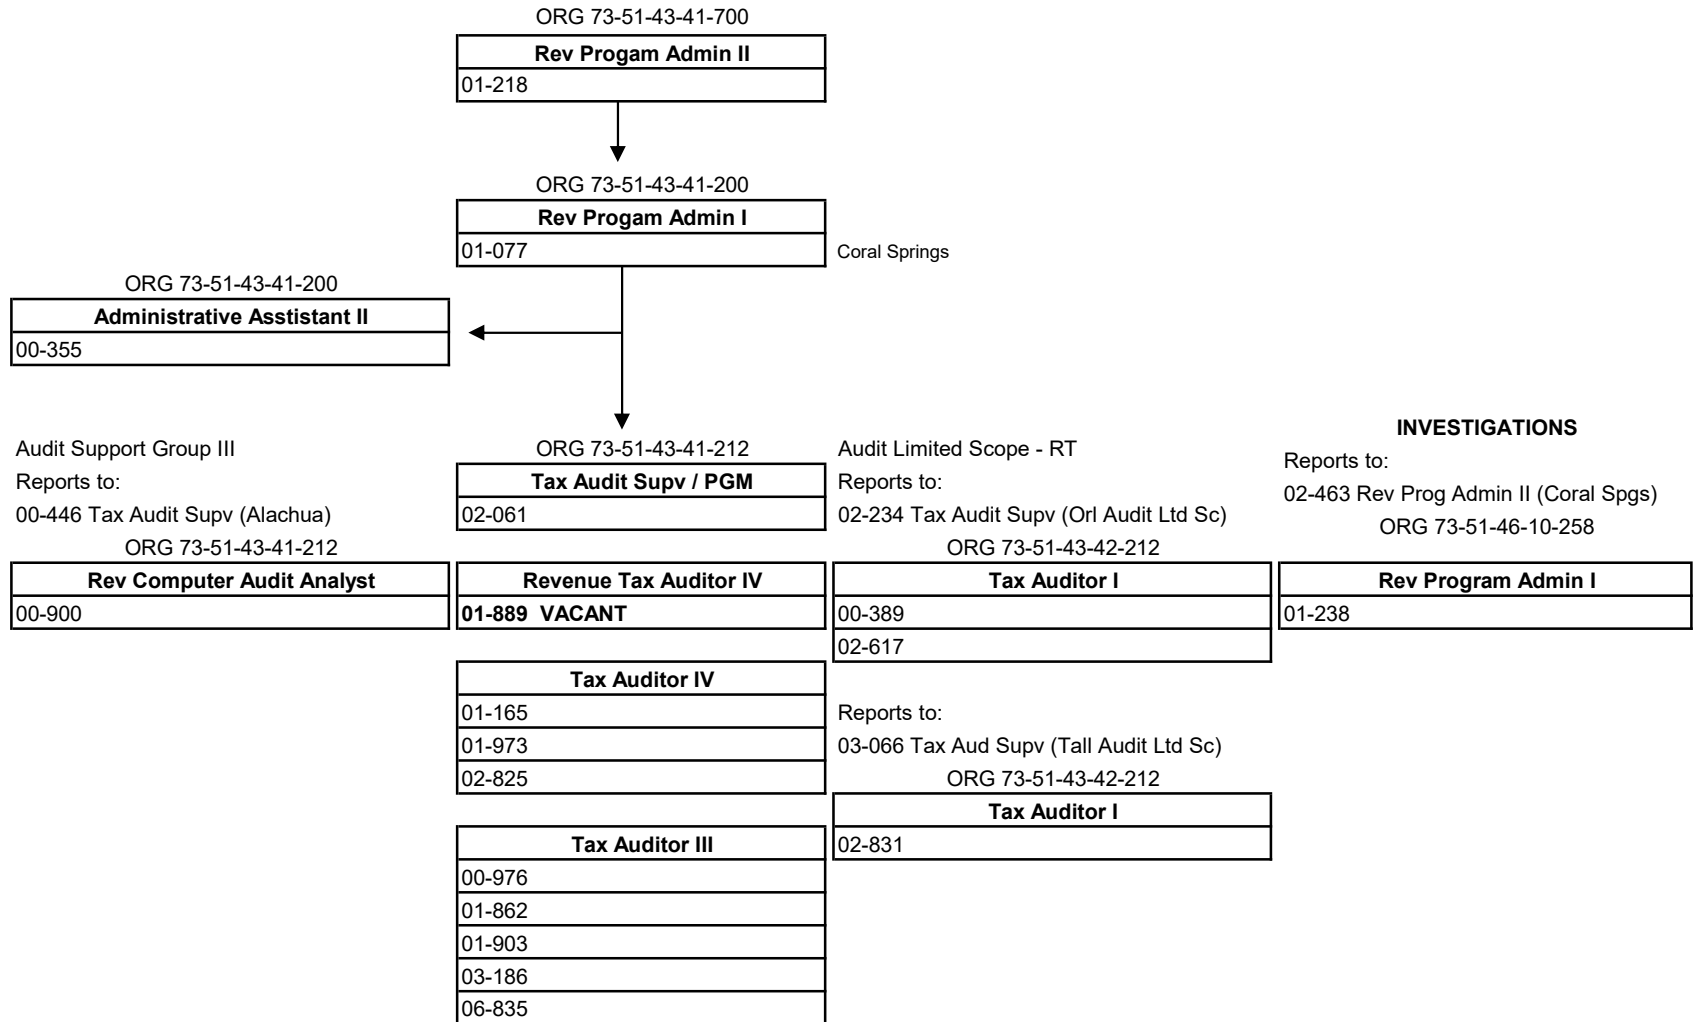 ORG 73-51-43-41-700
Rev Progam Admin II
01-218
ORG 73-51-43-41-200
Rev Progam Admin I
01-077
Coral Springs
ORG 73-51-43-41-200
Administrative Asstistant II
00-355
Audit Support Group III
Reports to:
00-446 Tax Audit Supv (Alachua)
ORG 73-51-43-41-212
Rev Computer Audit Analyst
00-900
ORG 73-51-43-41-212
Tax Audit Supv / PGM
02-061
Revenue Tax Auditor IV
01-889 VACANT
Tax Auditor IV
01-165
01-973
02-825
Tax Auditor III
00-976
01-862
01-903
03-186
06-835
Audit Limited Scope - RT
Reports to:
02-234 Tax Audit Supv (Orl Audit Ltd Sc)
ORG 73-51-43-42-212
Tax Auditor I
00-389
02-617
Reports to:
03-066 Tax Aud Supv (Tall Audit Ltd Sc)
ORG 73-51-43-42-212
Tax Auditor I
02-831
INVESTIGATIONS
Reports to:
02-463 Rev Prog Admin II (Coral Spgs)
ORG 73-51-46-10-258
Rev Program Admin I
01-238